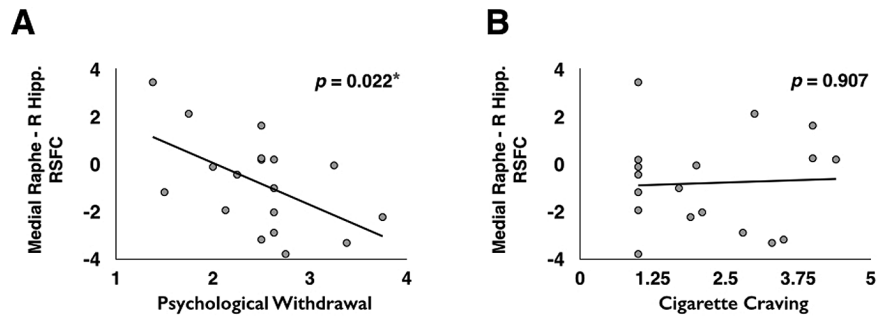 A
Medial Raphe - R Hipp.
RSFC
4
2
0
-2
-4
p = 0.022*
1 2 3 4
Psychological Withdrawal
B
Medial Raphe - R Hipp.
RSFC
4
2
0
-2
-4
p = 0.907
0 1.25 2.5 3.75 5
Cigarette Craving